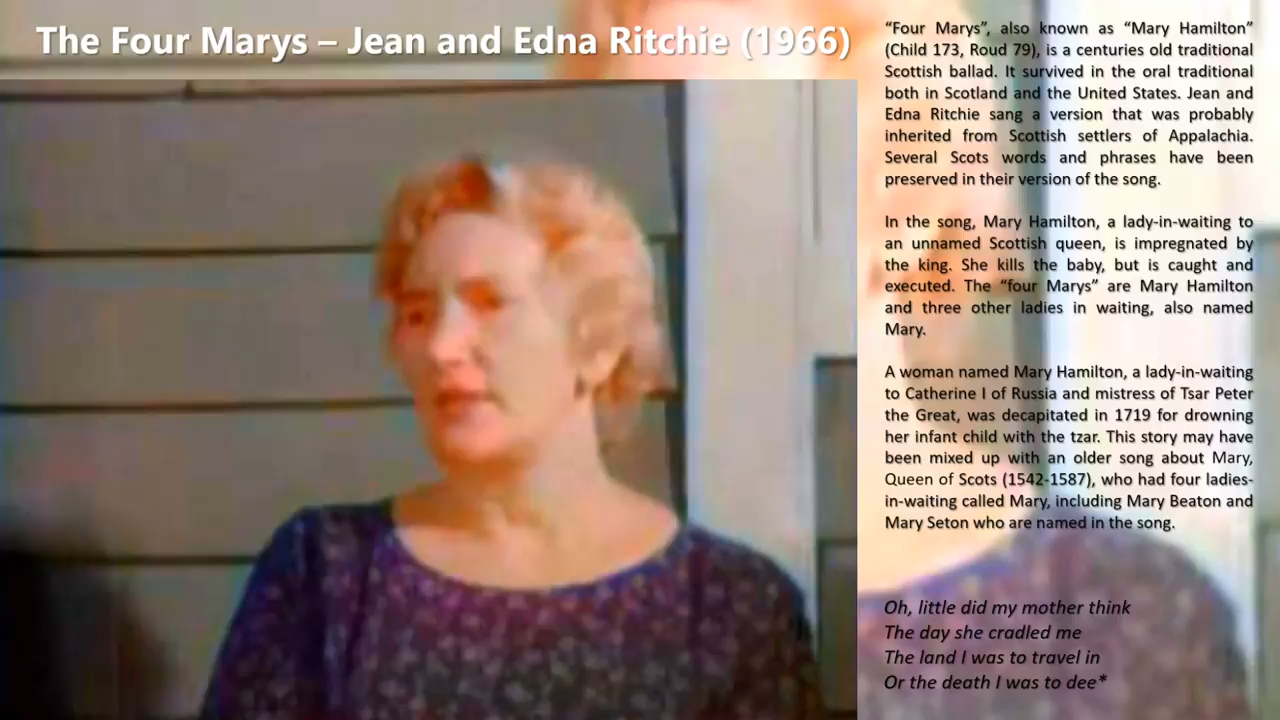 The Four Marys – Jean and Edna Ritchie (1966)
“Four Marys”, also known as “Mary Hamilton”
(Child 173, Roud 79), is a centuries old traditional
Scottish ballad. It survived in the oral traditional
both in Scotland and the United States. Jean and
Edna Ritchie sang a version that was probably
inherited from Scottish settlers of Appalachia.
Several Scots words and phrases have been
preserved in their version of the song.
In the song, Mary Hamilton, a lady-in-waiting to
an unnamed Scottish queen, is impregnated by
the king. She kills the baby, but is caught and
executed. The “four Marys” are Mary Hamilton
and three other ladies in waiting, also named
Mary.
A woman named Mary Hamilton, a lady-in-waiting
to Catherine I of Russia and mistress of Tsar Peter
the Great, was decapitated in 1719 for drowning
her infant child with the tzar. This story may have
been mixed up with an older song about Mary,
Queen of Scots (1542-1587), who had four ladies-
in-waiting called Mary, including Mary Beaton and
Mary Seton who are named in the song.
Oh, little did my mother think
The day she cradled me
The land I was to travel in
Or the death I was to dee*